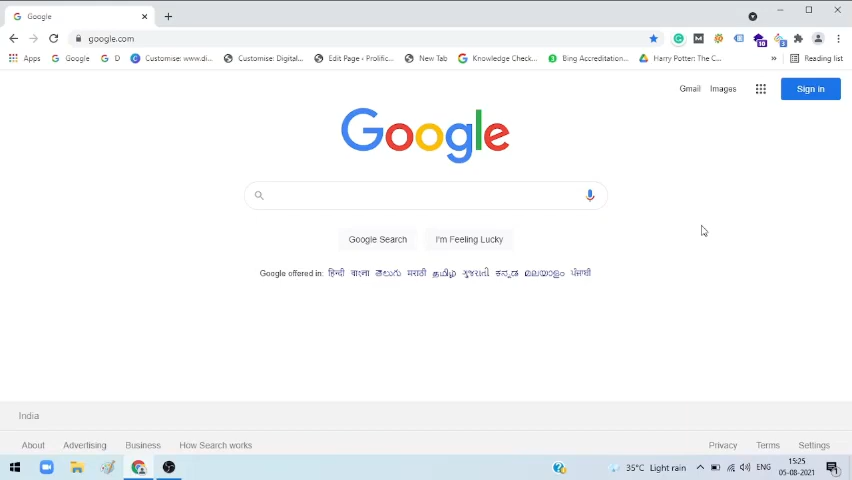 Google
google.com
Apps Google G D Customise: www.di... Customise: Digital... Edit Page - Prolific... New Tab Knowledge Check... Bing Accreditation... Harry Potter: The C... » Reading list
Gmail Images Sign in
Google
Google Search I'm Feeling Lucky
Google offered in: हिन्दी বাংলা తెలుగు मराठी தமிழ் ગુજરાતી ಕನ್ನಡ മലയാളം ਪੰਜਾਬੀ
India
About Advertising Business How Search works Privacy Terms Settings
35°C Light rain ENG 15:25
05-08-2021